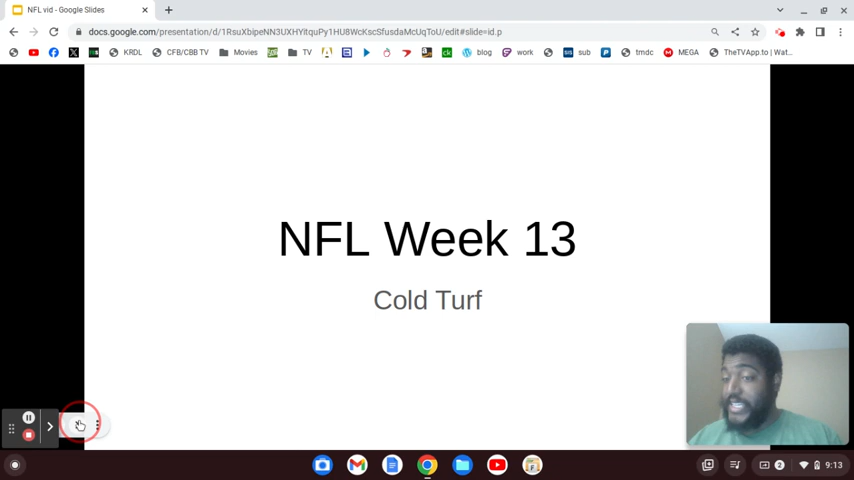 NFL vid - Google Slides
docs.google.com/presentation/d/1RsuXbipeNN3UXHYitquPy1HU8WcKscSfusdaMcUqToU/edit#slide=id.p
KRDL
CFB/CBB TV
Movies
TV
blog
work
sub
tmdc
MEGA
TheTVApp.to | Wat...
NFL Week 13
Cold Turf
2
9:13